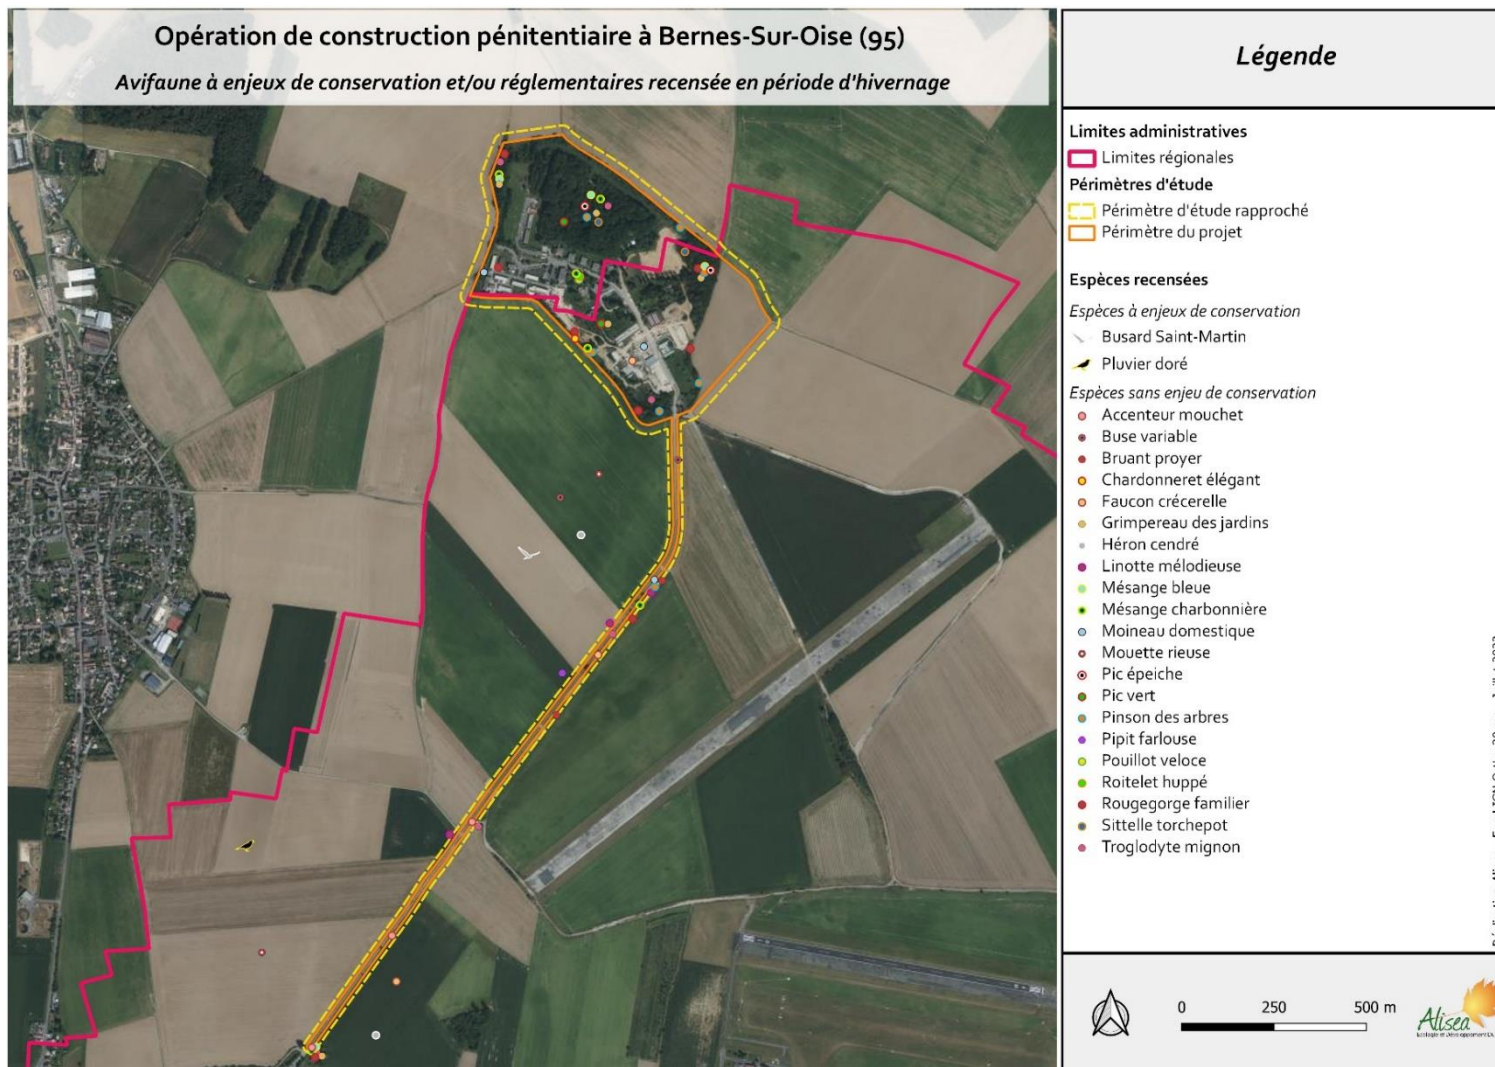 Opération de construction pénitentiaire à Bernes-Sur-Oise (95)
Avifaune à enjeux de conservation et/ou réglementaires recensée en période d'hivernage
Légende
Limites administratives
Limites régionales
Périmètres d'étude
Périmètre d'étude rapproché
Périmètre du projet
Espèces recensées
Espèces à enjeux de conservation
Busard Saint-Martin
Pluvier doré
Espèces sans enjeu de conservation
Accenteur mouchet
Buse variable
Bruant proyer
Chardonneret élégant
Faucon crécerelle
Grimpereau des jardins
Héron cendré
Linotte mélodieuse
Mésange bleue
Mésange charbonnière
Moineau domestique
Mouette rieuse
Pic épeiche
Pic vert
Pinson des arbres
Pipit farlouse
Pouillot veloce
Roitelet huppé
Rougegorge familier
Sittelle torchepot
Troglodyte mignon
0 250 500 m
Alisea